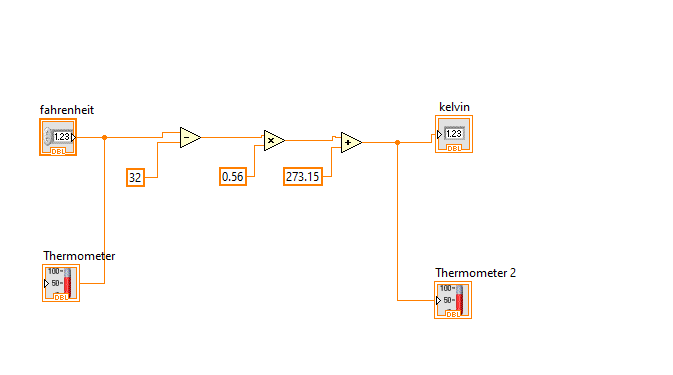 fahrenheit
1.23
DBL
32
0.56
273.15
kelvin
1.23
DBL
Thermometer
100
50
DBL
Thermometer 2
100
50
DBL